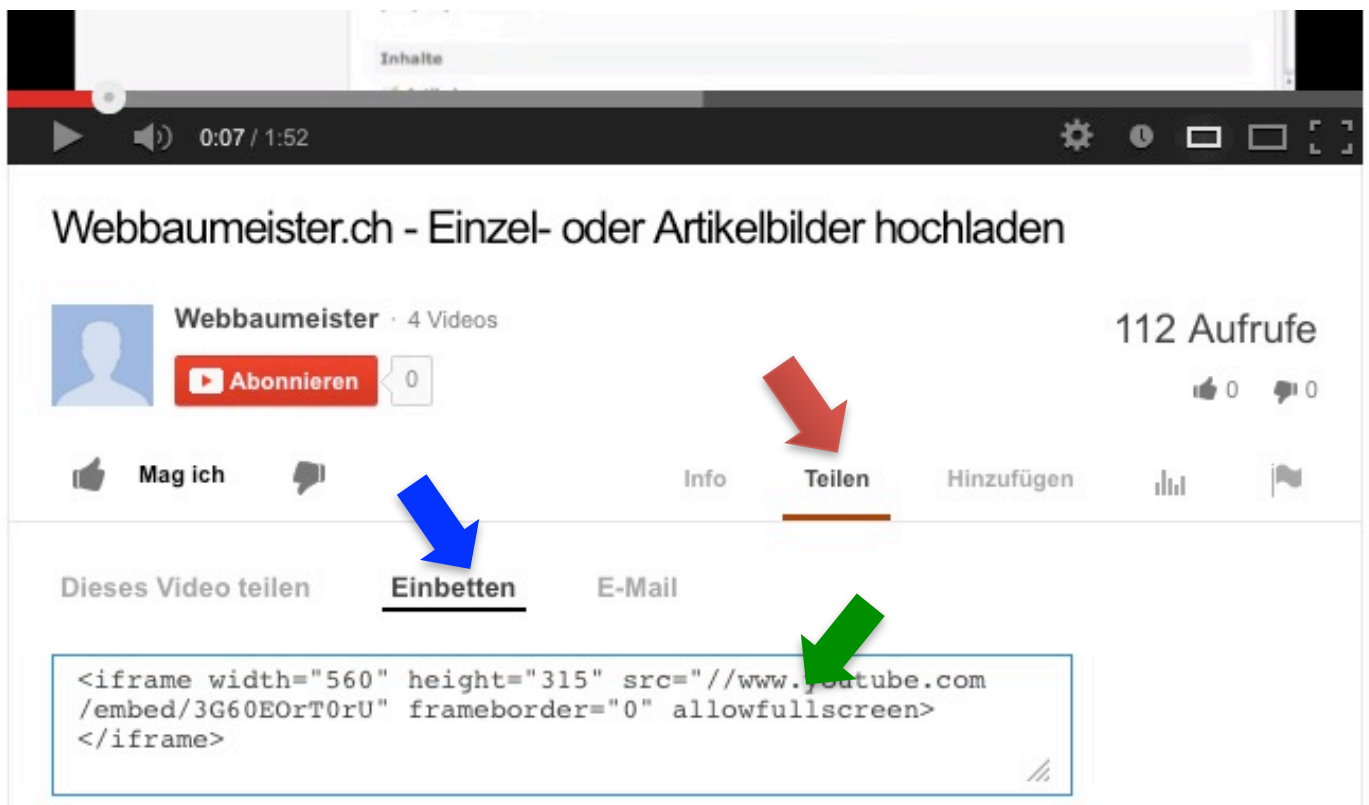 Inhalte
0:07 / 1:52
Webbaumeister.ch - Einzel- oder Artikelbilder hochladen
Webbaumeister · 4 Videos
112 Aufrufe
Abonnieren 0
0 0
Mag ich
Info Teilen Hinzufügen
Dieses Video teilen Einbetten E-Mail
<iframe width="560" height="315" src="//www.youtube.com
/embed/3G60EOrT0rU" frameborder="0" allowfullscreen>
</iframe>